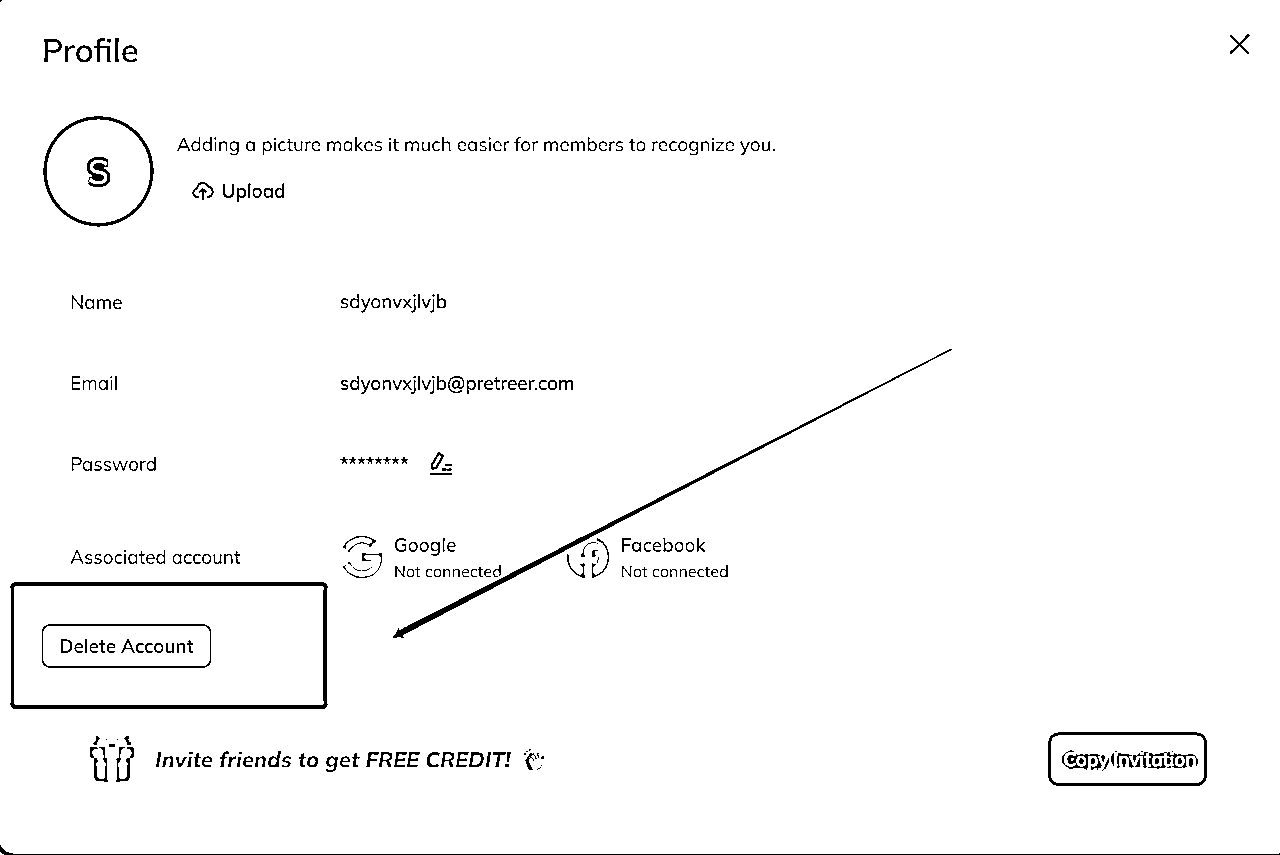 Profile
S
Adding a picture makes it much easier for members to recognize you.
Upload
Name sdyonvxjlvjb
Email sdyonvxjlvjb@pretreer.com
Password ********
Associated account
Google
Not connected
Facebook
Not connected
Delete Account
Invite friends to get FREE CREDIT!
Copy Invitation